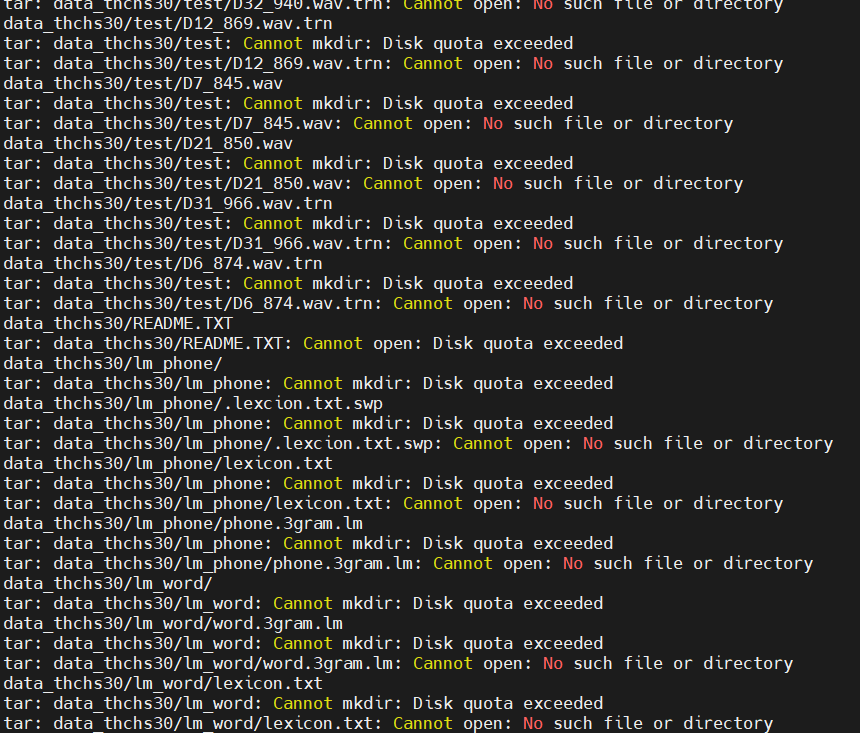 tar: data_thchs30/test/D32_940.wav.trn: Cannot open: No such file or directory
data_thchs30/test/D12_869.wav.trn
tar: data_thchs30/test: Cannot mkdir: Disk quota exceeded
tar: data_thchs30/test/D12_869.wav.trn: Cannot open: No such file or directory
data_thchs30/test/D7_845.wav
tar: data_thchs30/test: Cannot mkdir: Disk quota exceeded
tar: data_thchs30/test/D7_845.wav: Cannot open: No such file or directory
data_thchs30/test/D21_850.wav
tar: data_thchs30/test: Cannot mkdir: Disk quota exceeded
tar: data_thchs30/test/D21_850.wav: Cannot open: No such file or directory
data_thchs30/test/D31_966.wav.trn
tar: data_thchs30/test: Cannot mkdir: Disk quota exceeded
tar: data_thchs30/test/D31_966.wav.trn: Cannot open: No such file or directory
data_thchs30/test/D6_874.wav.trn
tar: data_thchs30/test: Cannot mkdir: Disk quota exceeded
tar: data_thchs30/test/D6_874.wav.trn: Cannot open: No such file or directory
data_thchs30/README.TXT
tar: data_thchs30/README.TXT: Cannot open: Disk quota exceeded
data_thchs30/lm_phone/
tar: data_thchs30/lm_phone: Cannot mkdir: Disk quota exceeded
data_thchs30/lm_phone/.lexcion.txt.swp
tar: data_thchs30/lm_phone: Cannot mkdir: Disk quota exceeded
tar: data_thchs30/lm_phone/.lexcion.txt.swp: Cannot open: No such file or directory
data_thchs30/lm_phone/lexicon.txt
tar: data_thchs30/lm_phone: Cannot mkdir: Disk quota exceeded
tar: data_thchs30/lm_phone/lexicon.txt: Cannot open: No such file or directory
data_thchs30/lm_phone/phone.3gram.lm
tar: data_thchs30/lm_phone: Cannot mkdir: Disk quota exceeded
tar: data_thchs30/lm_phone/phone.3gram.lm: Cannot open: No such file or directory
data_thchs30/lm_word/
tar: data_thchs30/lm_word: Cannot mkdir: Disk quota exceeded
data_thchs30/lm_word/word.3gram.lm
tar: data_thchs30/lm_word: Cannot mkdir: Disk quota exceeded
tar: data_thchs30/lm_word/word.3gram.lm: Cannot open: No such file or directory
data_thchs30/lm_word/lexicon.txt
tar: data_thchs30/lm_word: Cannot mkdir: Disk quota exceeded
tar: data_thchs30/lm_word/lexicon.txt: Cannot open: No such file or directory